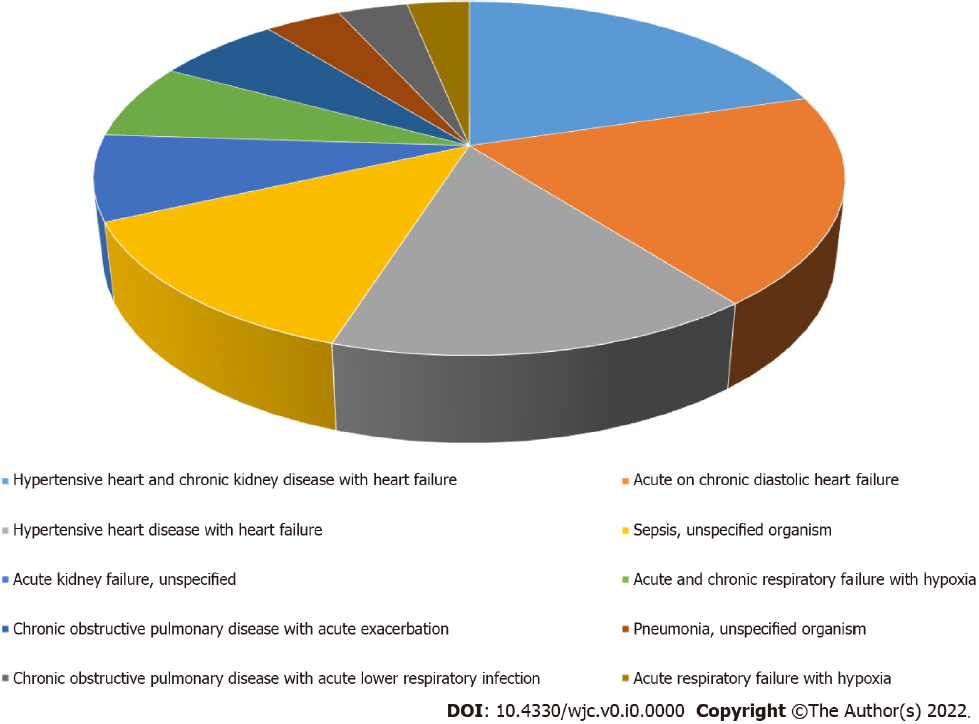 Hypertensive heart and chronic kidney disease with heart failure
Acute on chronic diastolic heart failure
Hypertensive heart disease with heart failure
Sepsis, unspecified organism
Acute kidney failure, unspecified
Acute and chronic respiratory failure with hypoxia
Chronic obstructive pulmonary disease with acute exacerbation
Pneumonia, unspecified organism
Chronic obstructive pulmonary disease with acute lower respiratory infection
Acute respiratory failure with hypoxia
DOI: 10.4330/wjc.v0.i0.0000 Copyright ©The Author(s) 2022.